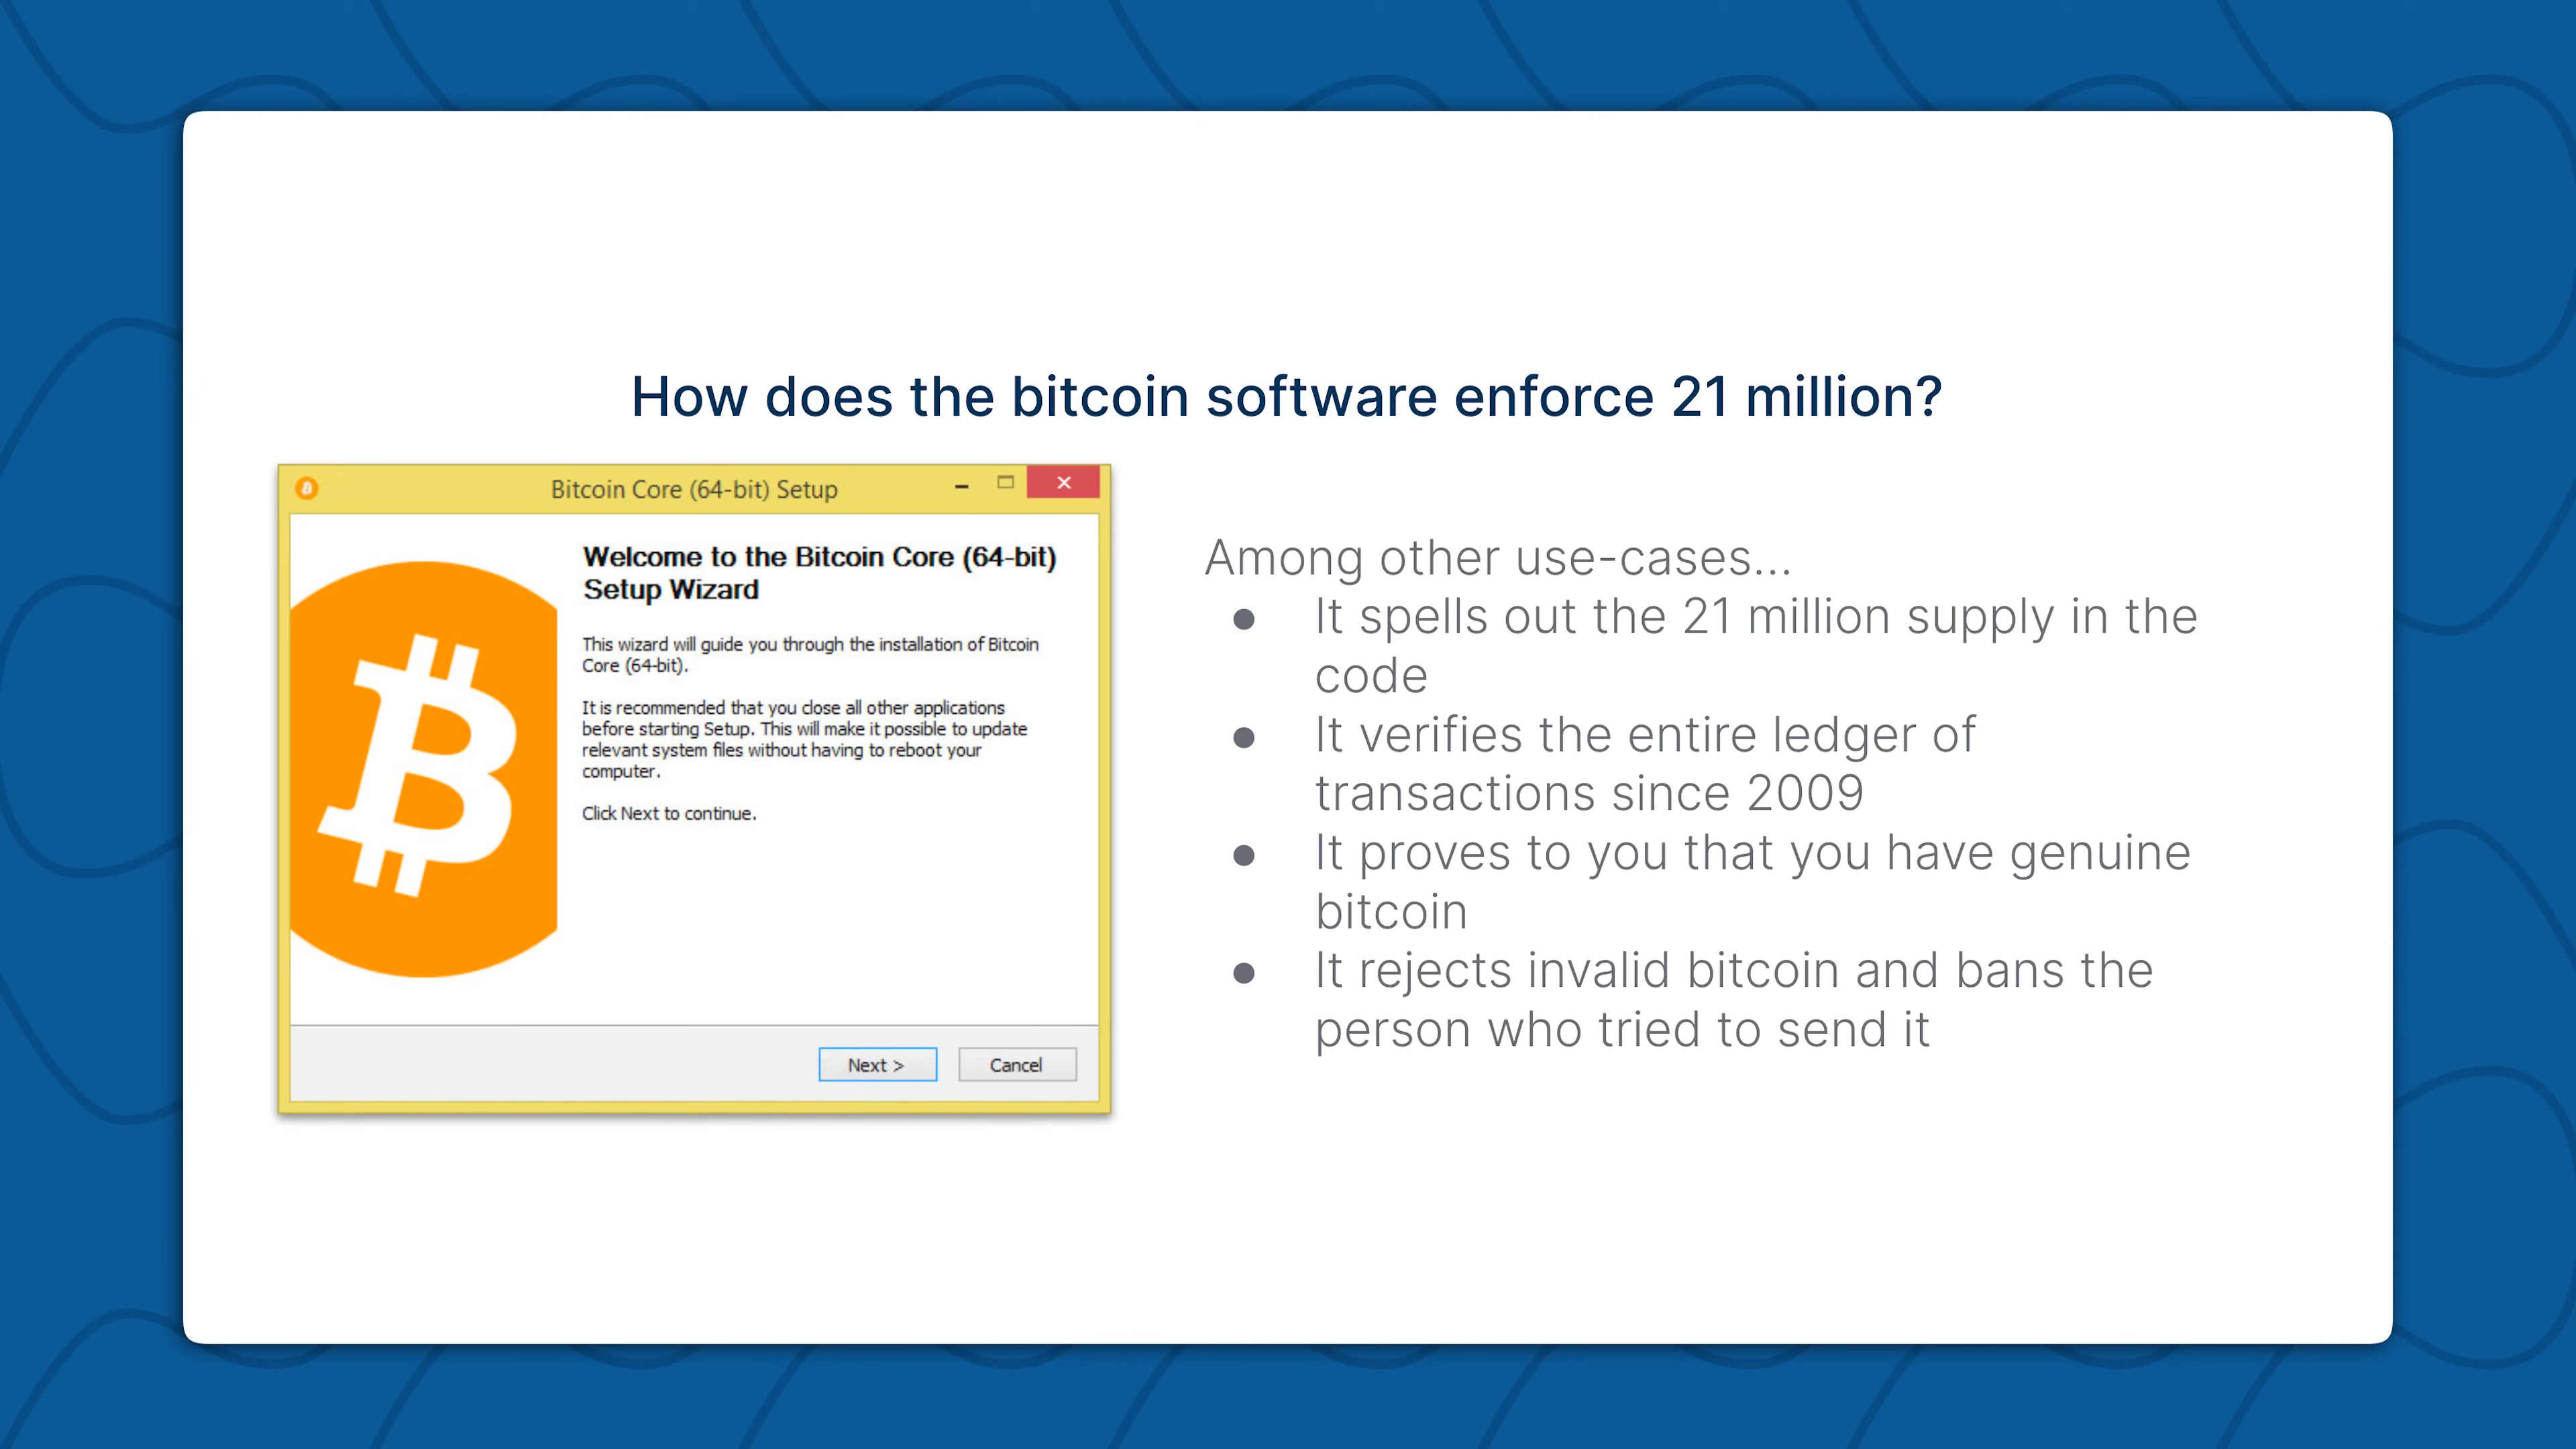 How does the bitcoin software enforce 21 million?
Bitcoin Core (64-bit) Setup
Welcome to the Bitcoin Core (64-bit)
Setup Wizard
This wizard will guide you through the installation of Bitcoin
Core (64-bit).
It is recommended that you close all other applications
before starting Setup. This will make it possible to update
relevant system files without having to reboot your
computer.
Click Next to continue.
Next >
Cancel
Among other use-cases...
● It spells out the 21 million supply in the
code
● It verifies the entire ledger of
transactions since 2009
● It proves to you that you have genuine
bitcoin
● It rejects invalid bitcoin and bans the
person who tried to send it